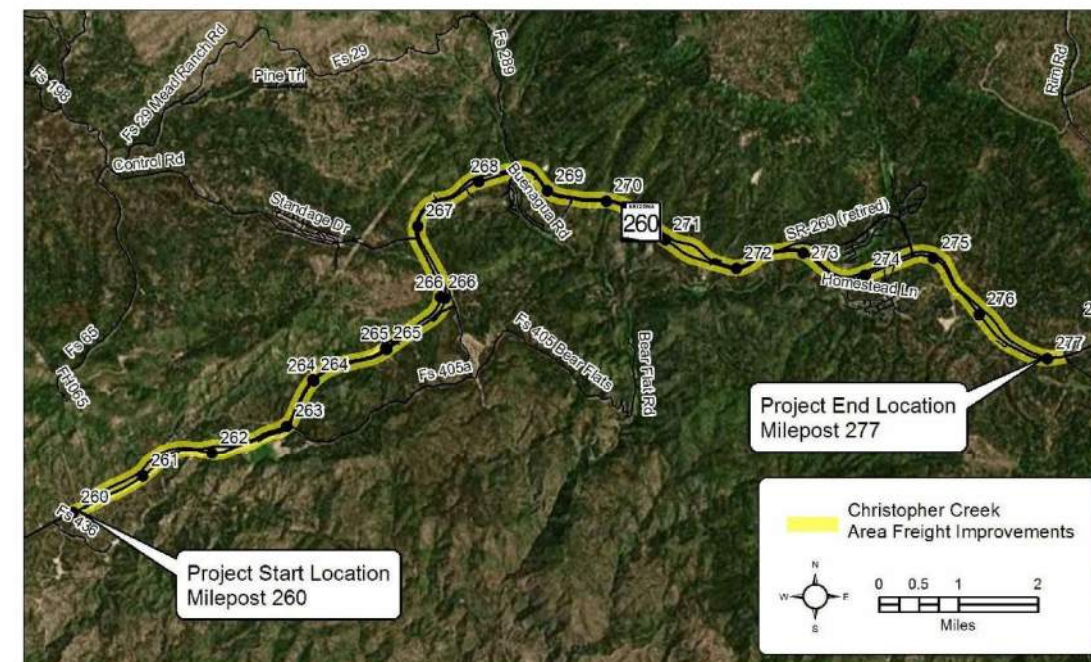 Fs 198
Fs 29 Mead Ranch Rd
Pine Trl
Fs 29
Fs 289
Rim Rd
Control Rd
Standage Dr
Buenagua Rd
268
269
270
267
ARIZONA
260
271
SR-260 (retired)
272
273
274
275
Homestead Ln
266
266
276
265
265
Fs 405 Bear Flats
Bear Flat Rd
277
264
264
Fs 405a
Fs 65
FH065
263
262
261
260
Fs 436
Project End Location
Milepost 277
Project Start Location
Milepost 260
Christopher Creek
Area Freight Improvements
N
W
E
S
0
0.5
1
2
Miles